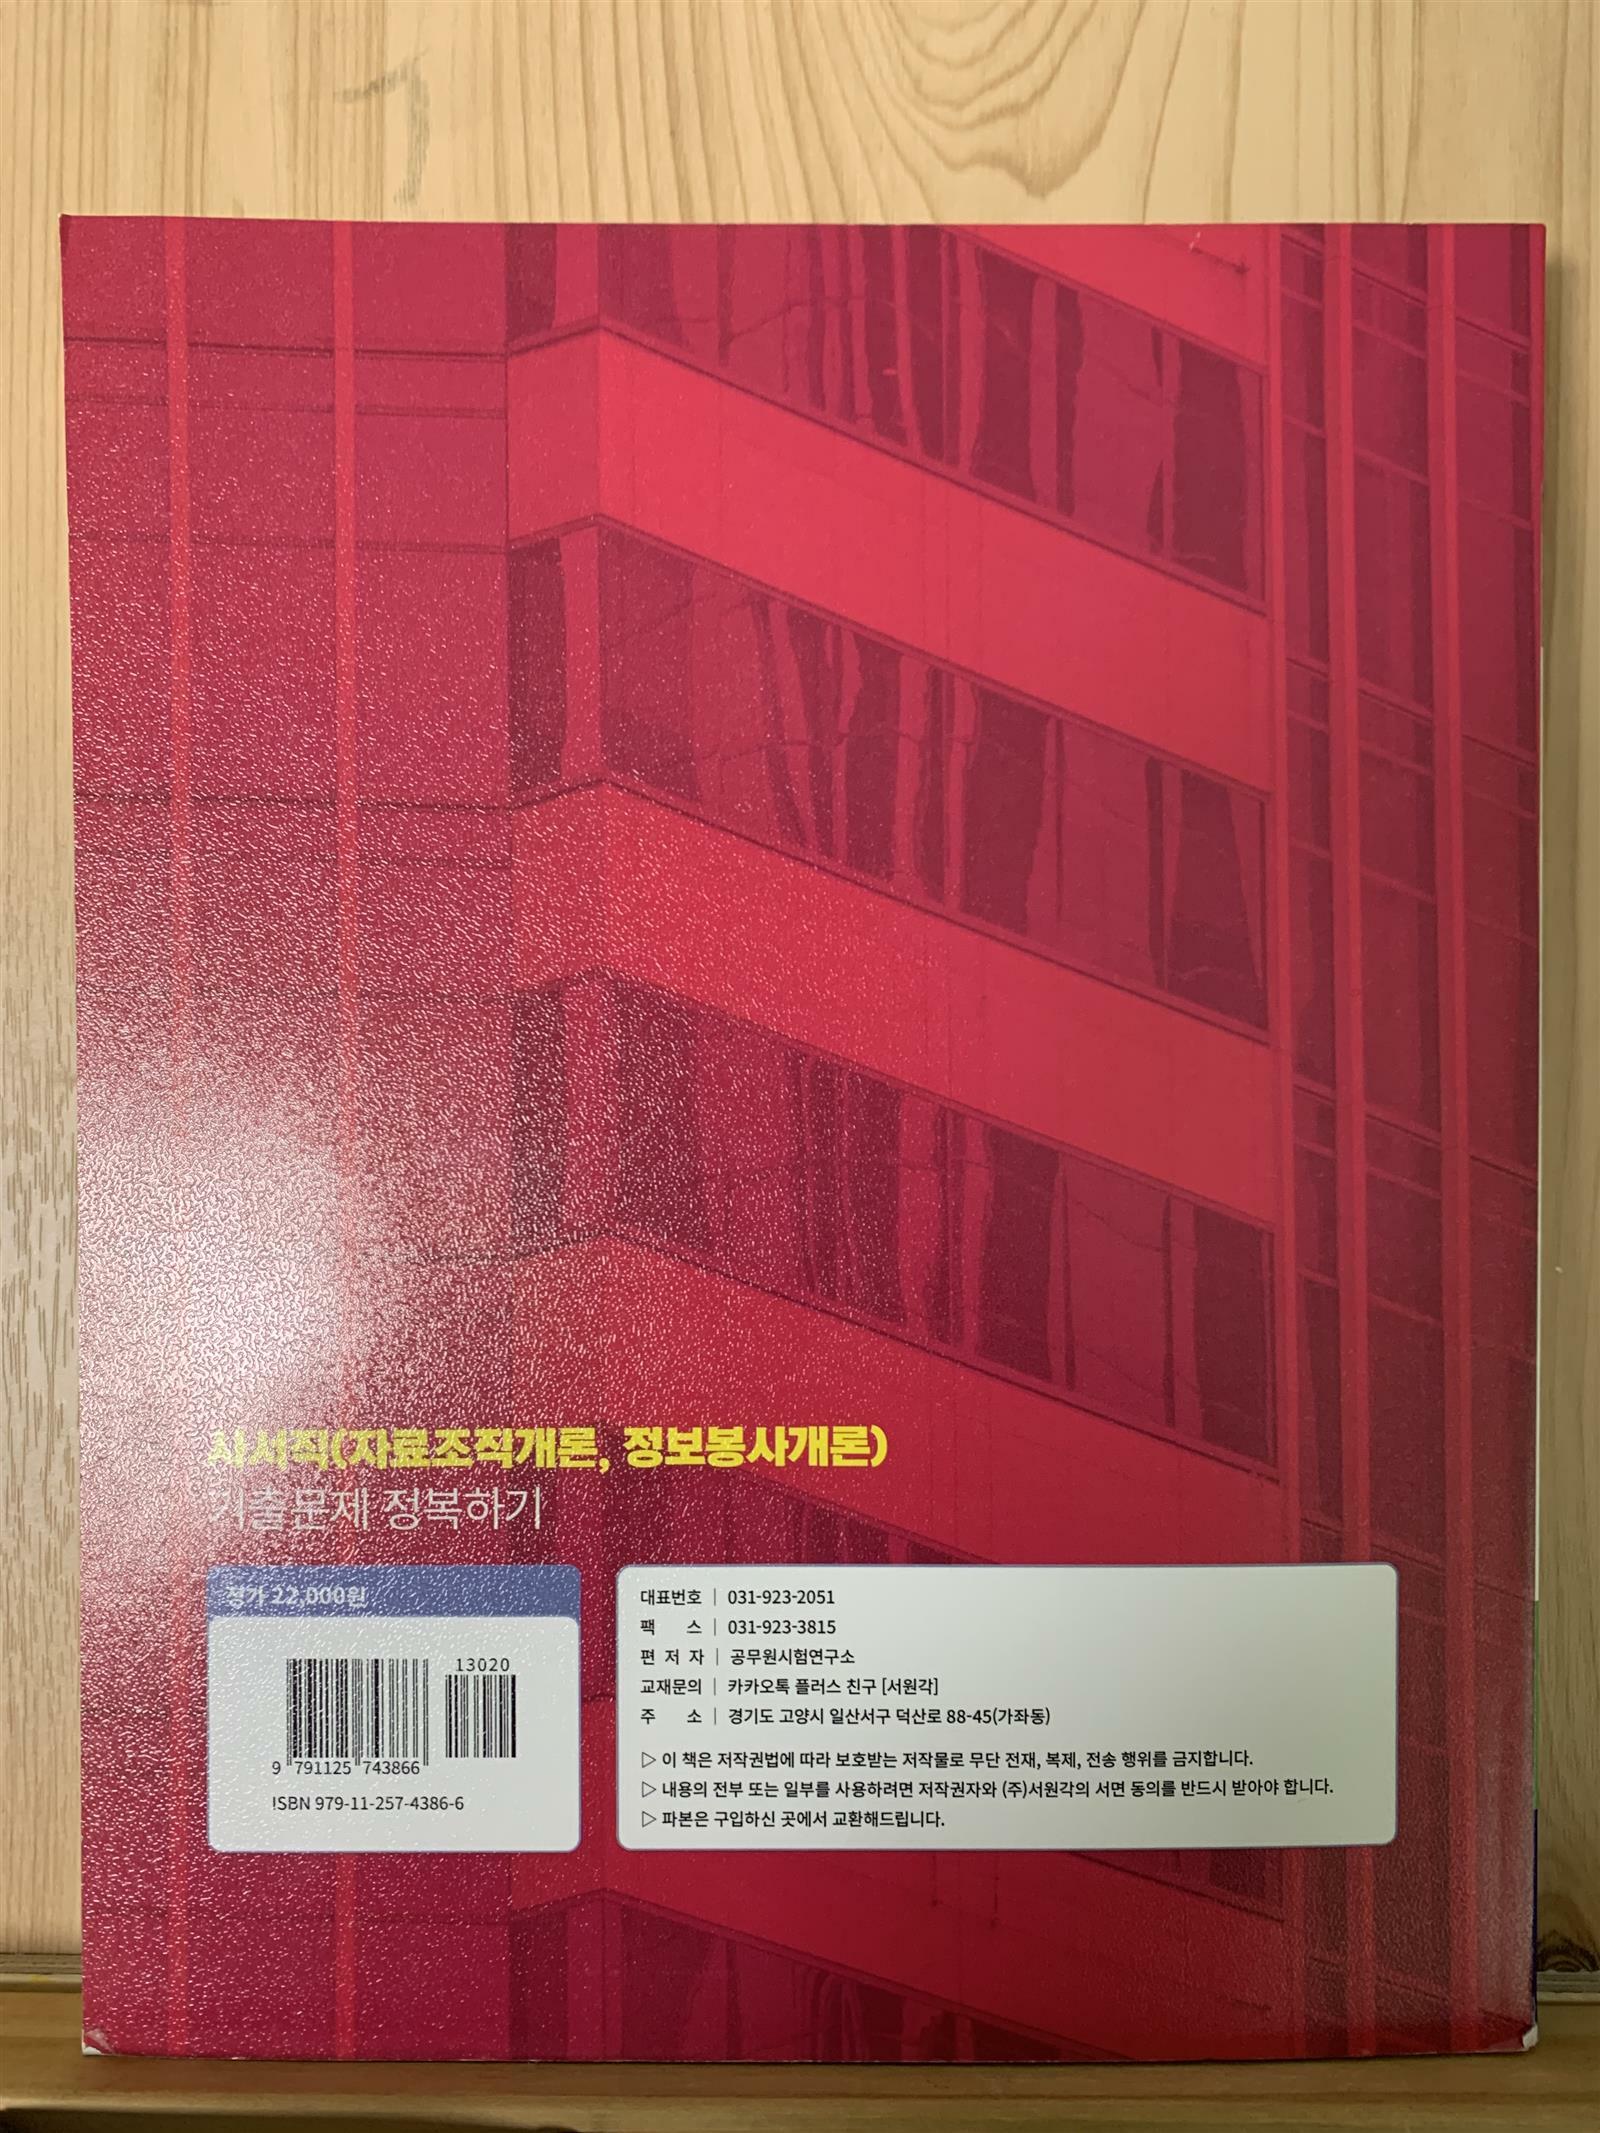 사서직(자료조직개론, 정보봉사개론)
기출문제 정복하기
정가 22,000원
13020
9 791125 743866
ISBN 979-11-257-4386-6
대표번호 | 031-923-2051
팩 스 | 031-923-3815
편 저 자 | 공무원시험연구소
교재문의 | 카카오톡 플러스 친구 [서원각]
주 소 | 경기도 고양시 일산서구 덕산로 88-45(가좌동)
▷ 이 책은 저작권법에 따라 보호받는 저작물로 무단 전재, 복제, 전송 행위를 금지합니다.
▷ 내용의 전부 또는 일부를 사용하려면 저작권자와 (주)서원각의 서면 동의를 반드시 받아야 합니다.
▷ 파본은 구입하신 곳에서 교환해드립니다.